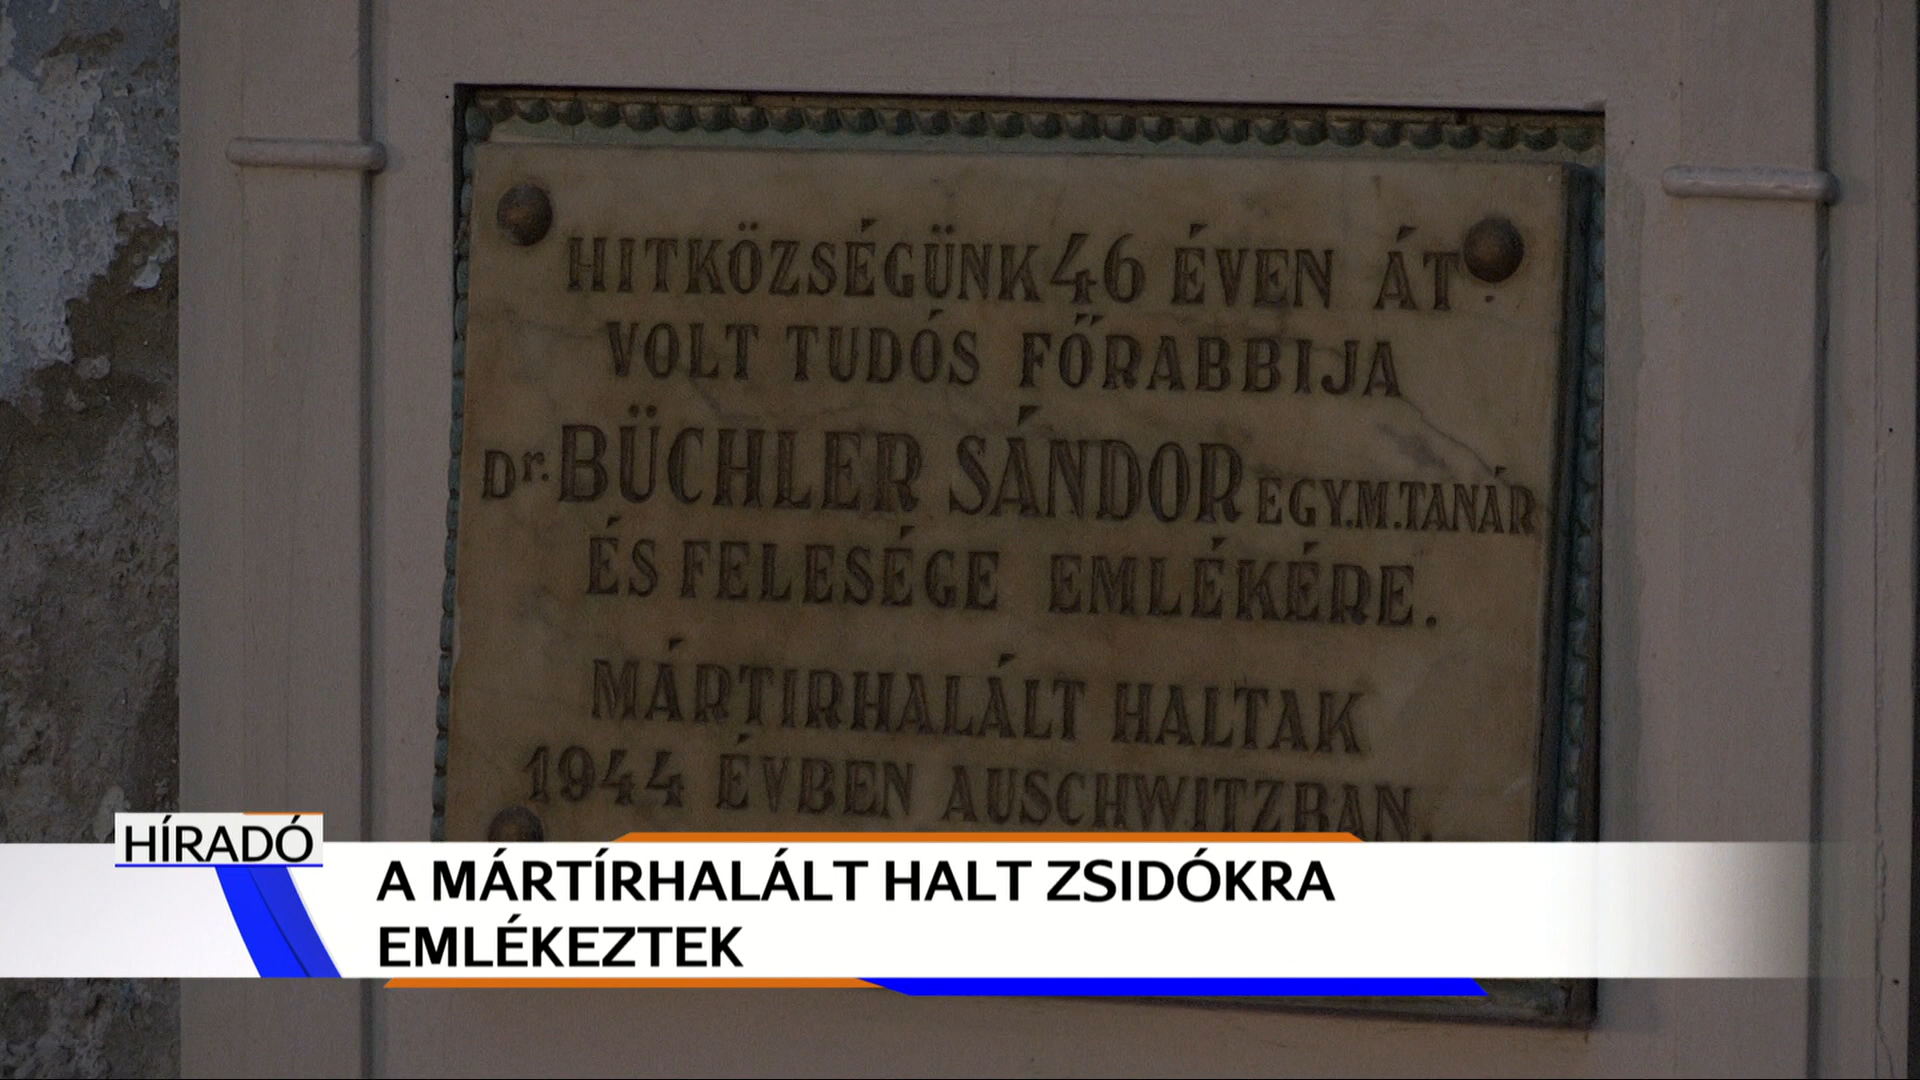 HITKÖZSÉGÜNK 46 ÉVEN ÁT
VOLT TUDÓS FŐRABBIJA
Dr. BÜCHLER SÁNDOR EGY.M.TANÁR
ÉS FELESÉGE EMLÉKÉRE.
MÁRTIRHALÁLT HALTAK
1944 ÉVBEN AUSCHWITZBAN.
HÍRADÓ
A MÁRTÍRHALÁLT HALT ZSIDÓKRA
EMLÉKEZTEK